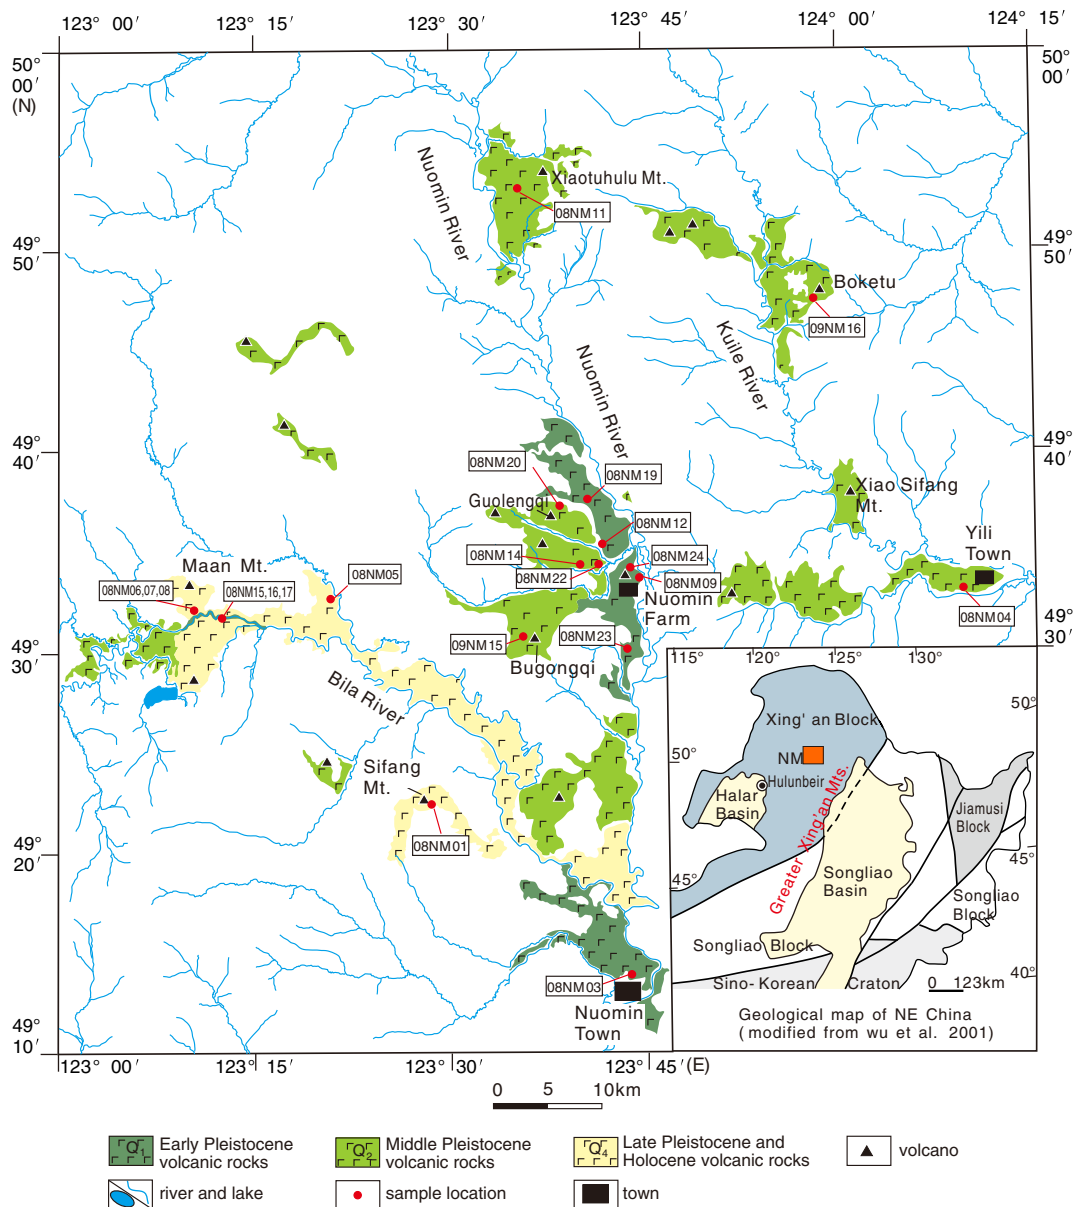 123° 00′
123° 15′
123° 30′
123° 45′
124° 00′
124° 15′
50°
00′
(N)
50°
00′
Nuomin River
Xiaotuhulu Mt.
08NM11
49°
50′
49°
50′
Boketu
09NM16
Kuile River
Nuomin River
49°
40′
49°
40′
08NM20
08NM19
Guolengqi
Xiao Sifang
Mt.
08NM12
Yili
Town
08NM14
08NM24
08NM22
08NM09
Maan Mt.
08NM05
08NM06,07,08
08NM15,16,17
Nuomin
Farm
08NM04
49°
30′
49°
30′
09NM15
08NM23
Bugongqi
Bila River
Sifang
Mt.
08NM01
49°
20′
08NM03
Nuomin
Town
49°
10′
115°
120°
125°
130°
50°
50°
Xing' an Block
NM
Hulunbeir
Halar
Basin
Greater Xing'an Mts.
Jiamusi
Block
45°
45°
Songliao
Basin
Songliao
Block
Songliao Block
40°
Sino-Korean
Craton
0 123km
Geological map of NE China
(modified from wu et al. 2001)
123° 00′
123° 15′
123° 30′
123° 45′ (E)
0 5 10km
Q1
Early Pleistocene
volcanic rocks
Q2
Middle Pleistocene
volcanic rocks
Q4
Late Pleistocene and
Holocene volcanic rocks
volcano
river and lake
sample location
town